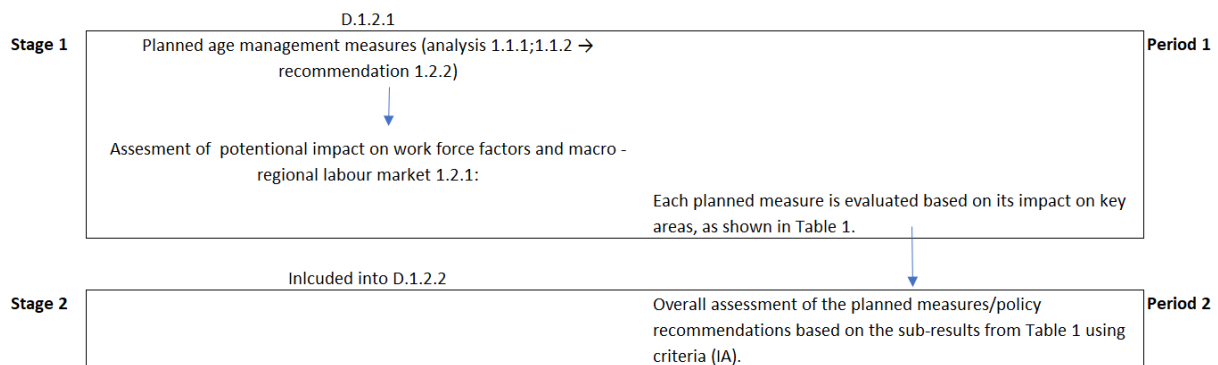 D.1.2.1
Stage 1
Planned age management measures (analysis 1.1.1;1.1.2 →
recommendation 1.2.2)
Period 1
Assesment of potentional impact on work force factors and macro -
regional labour market 1.2.1:
Each planned measure is evaluated based on its impact on key
areas, as shown in Table 1.
Inlcuded into D.1.2.2
Stage 2
Overall assessment of the planned measures/policy
recommendations based on the sub-results from Table 1 using
criteria (IA).
Period 2